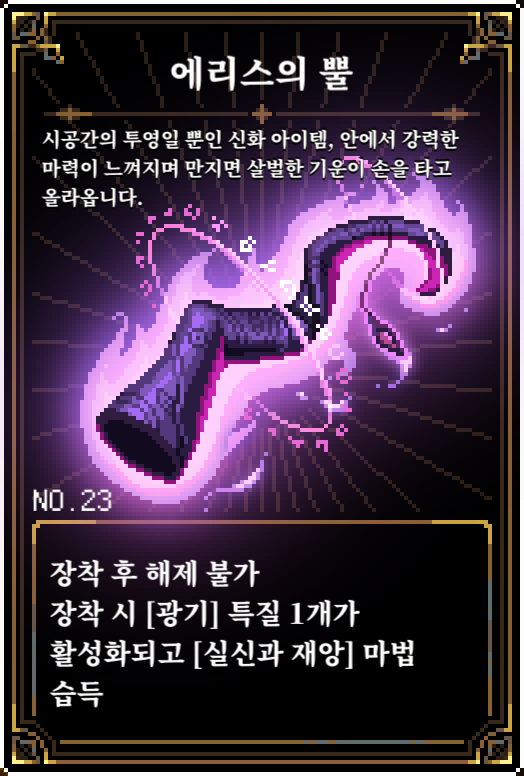 에리스의 뿔
시공간의 투영일 뿐인 신화 아이템, 안에서 강력한
마력이 느껴지며 만지면 살벌한 기운이 손을 타고
올라옵니다.
NO.23
장착 후 해제 불가
장착 시 [광기] 특질 1개가
활성화되고 [실신과 재앙] 마법
습득